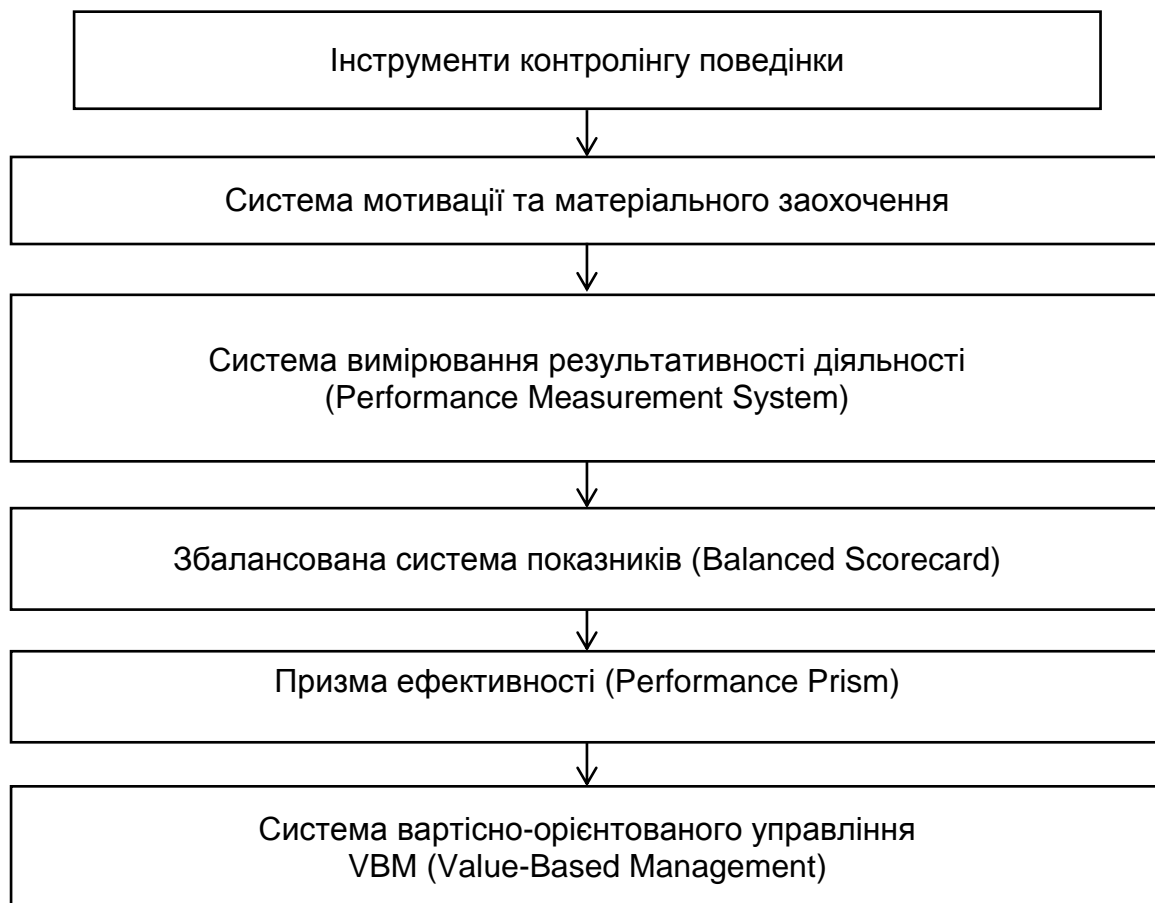 Інструменти контролінгу поведінки
Система мотивації та матеріального заохочення
Система вимірювання результативності діяльності
(Performance Measurement System)
Збалансована система показників (Balanced Scorecard)
Призма ефективності (Performance Prism)
Система вартісно-орієнтованого управління
VBM (Value-Based Management)